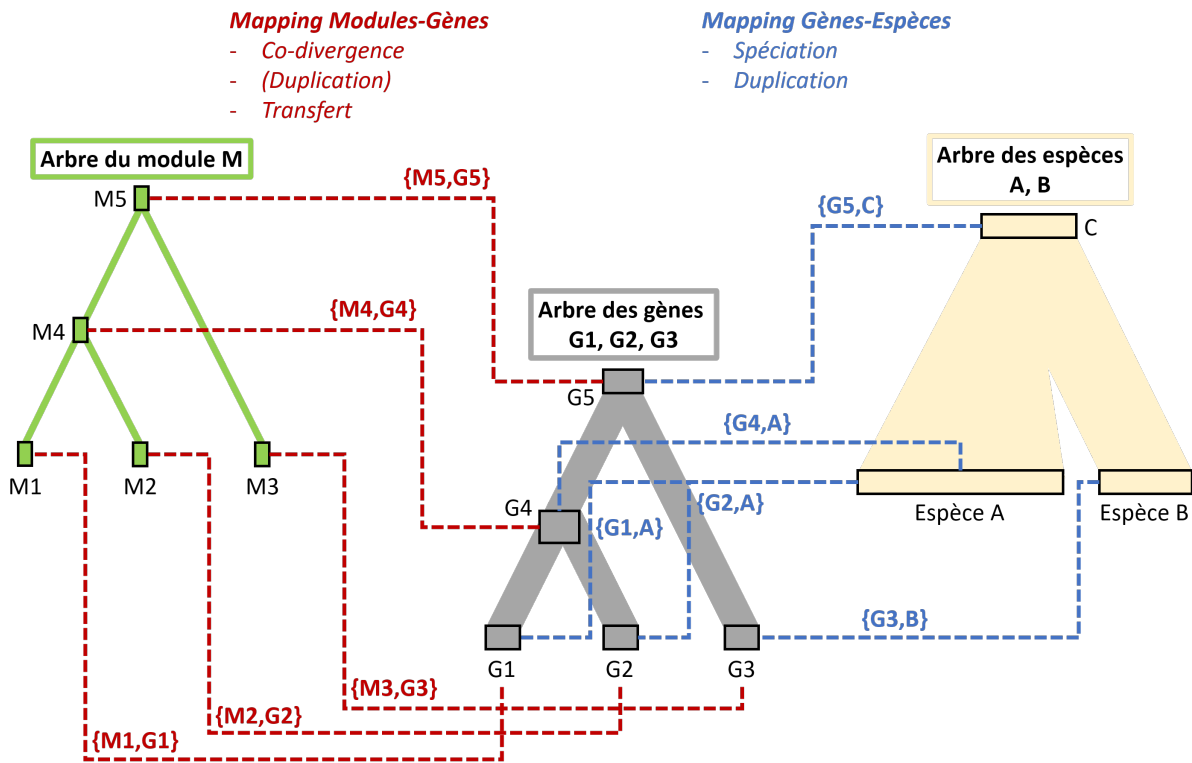 Mapping Modules-Gènes
- Co-divergence
- (Duplication)
- Transfert
Mapping Gènes-Espèces
- Spéciation
- Duplication
Arbre du module M
M5
M4
M1
M2
M3
{M5,G5}
{M4,G4}
{M3,G3}
{M2,G2}
{M1,G1}
Arbre des gènes
G1, G2, G3
G5
G4
G1
G2
G3
{G5,C}
{G4,A}
{G1,A}
{G2,A}
{G3,B}
Arbre des espèces
A, B
C
Espèce A
Espèce B